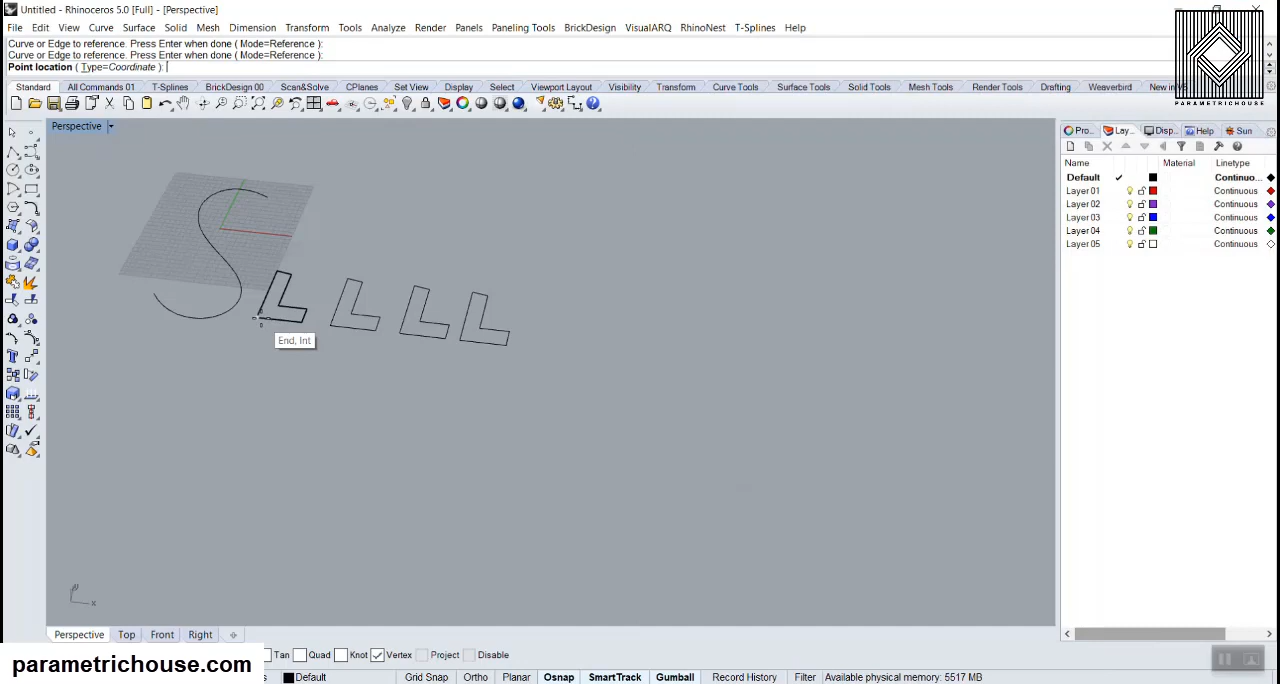 Untitled - Rhinoceros 5.0 [Full] - [Perspective]
File Edit View Curve Surface Solid Mesh Dimension Transform Tools Analyze Render Panels Paneling Tools BrickDesign VisualARQ RhinoNest T-Splines Help
Curve or Edge to reference. Press Enter when done ( Mode=Reference ):
Curve or Edge to reference. Press Enter when done ( Mode=Reference ):
Point location ( Type=Coordinate ):
Standard All Commands 01 T-Splines BrickDesign 00 Scan&Solve CPlanes Set View Display Select Viewport Layout Visibility Transform Curve Tools Surface Tools Solid Tools Mesh Tools Render Tools Drafting Weaverbird New in
PARAMETRICHOUSE
Perspective
Pro... Lay... Disp... Help Sun
Name Material Linetype
Default Continuo...
Layer 01 Continuous
Layer 02 Continuous
Layer 03 Continuous
Layer 04 Continuous
Layer 05 Continuous
End, Int
x
Perspective Top Front Right
Tan Quad Knot Vertex Project Disable
parametrichouse.com
Default Grid Snap Ortho Planar Osnap SmartTrack Gumball Record History Filter Available physical memory: 5517 MB